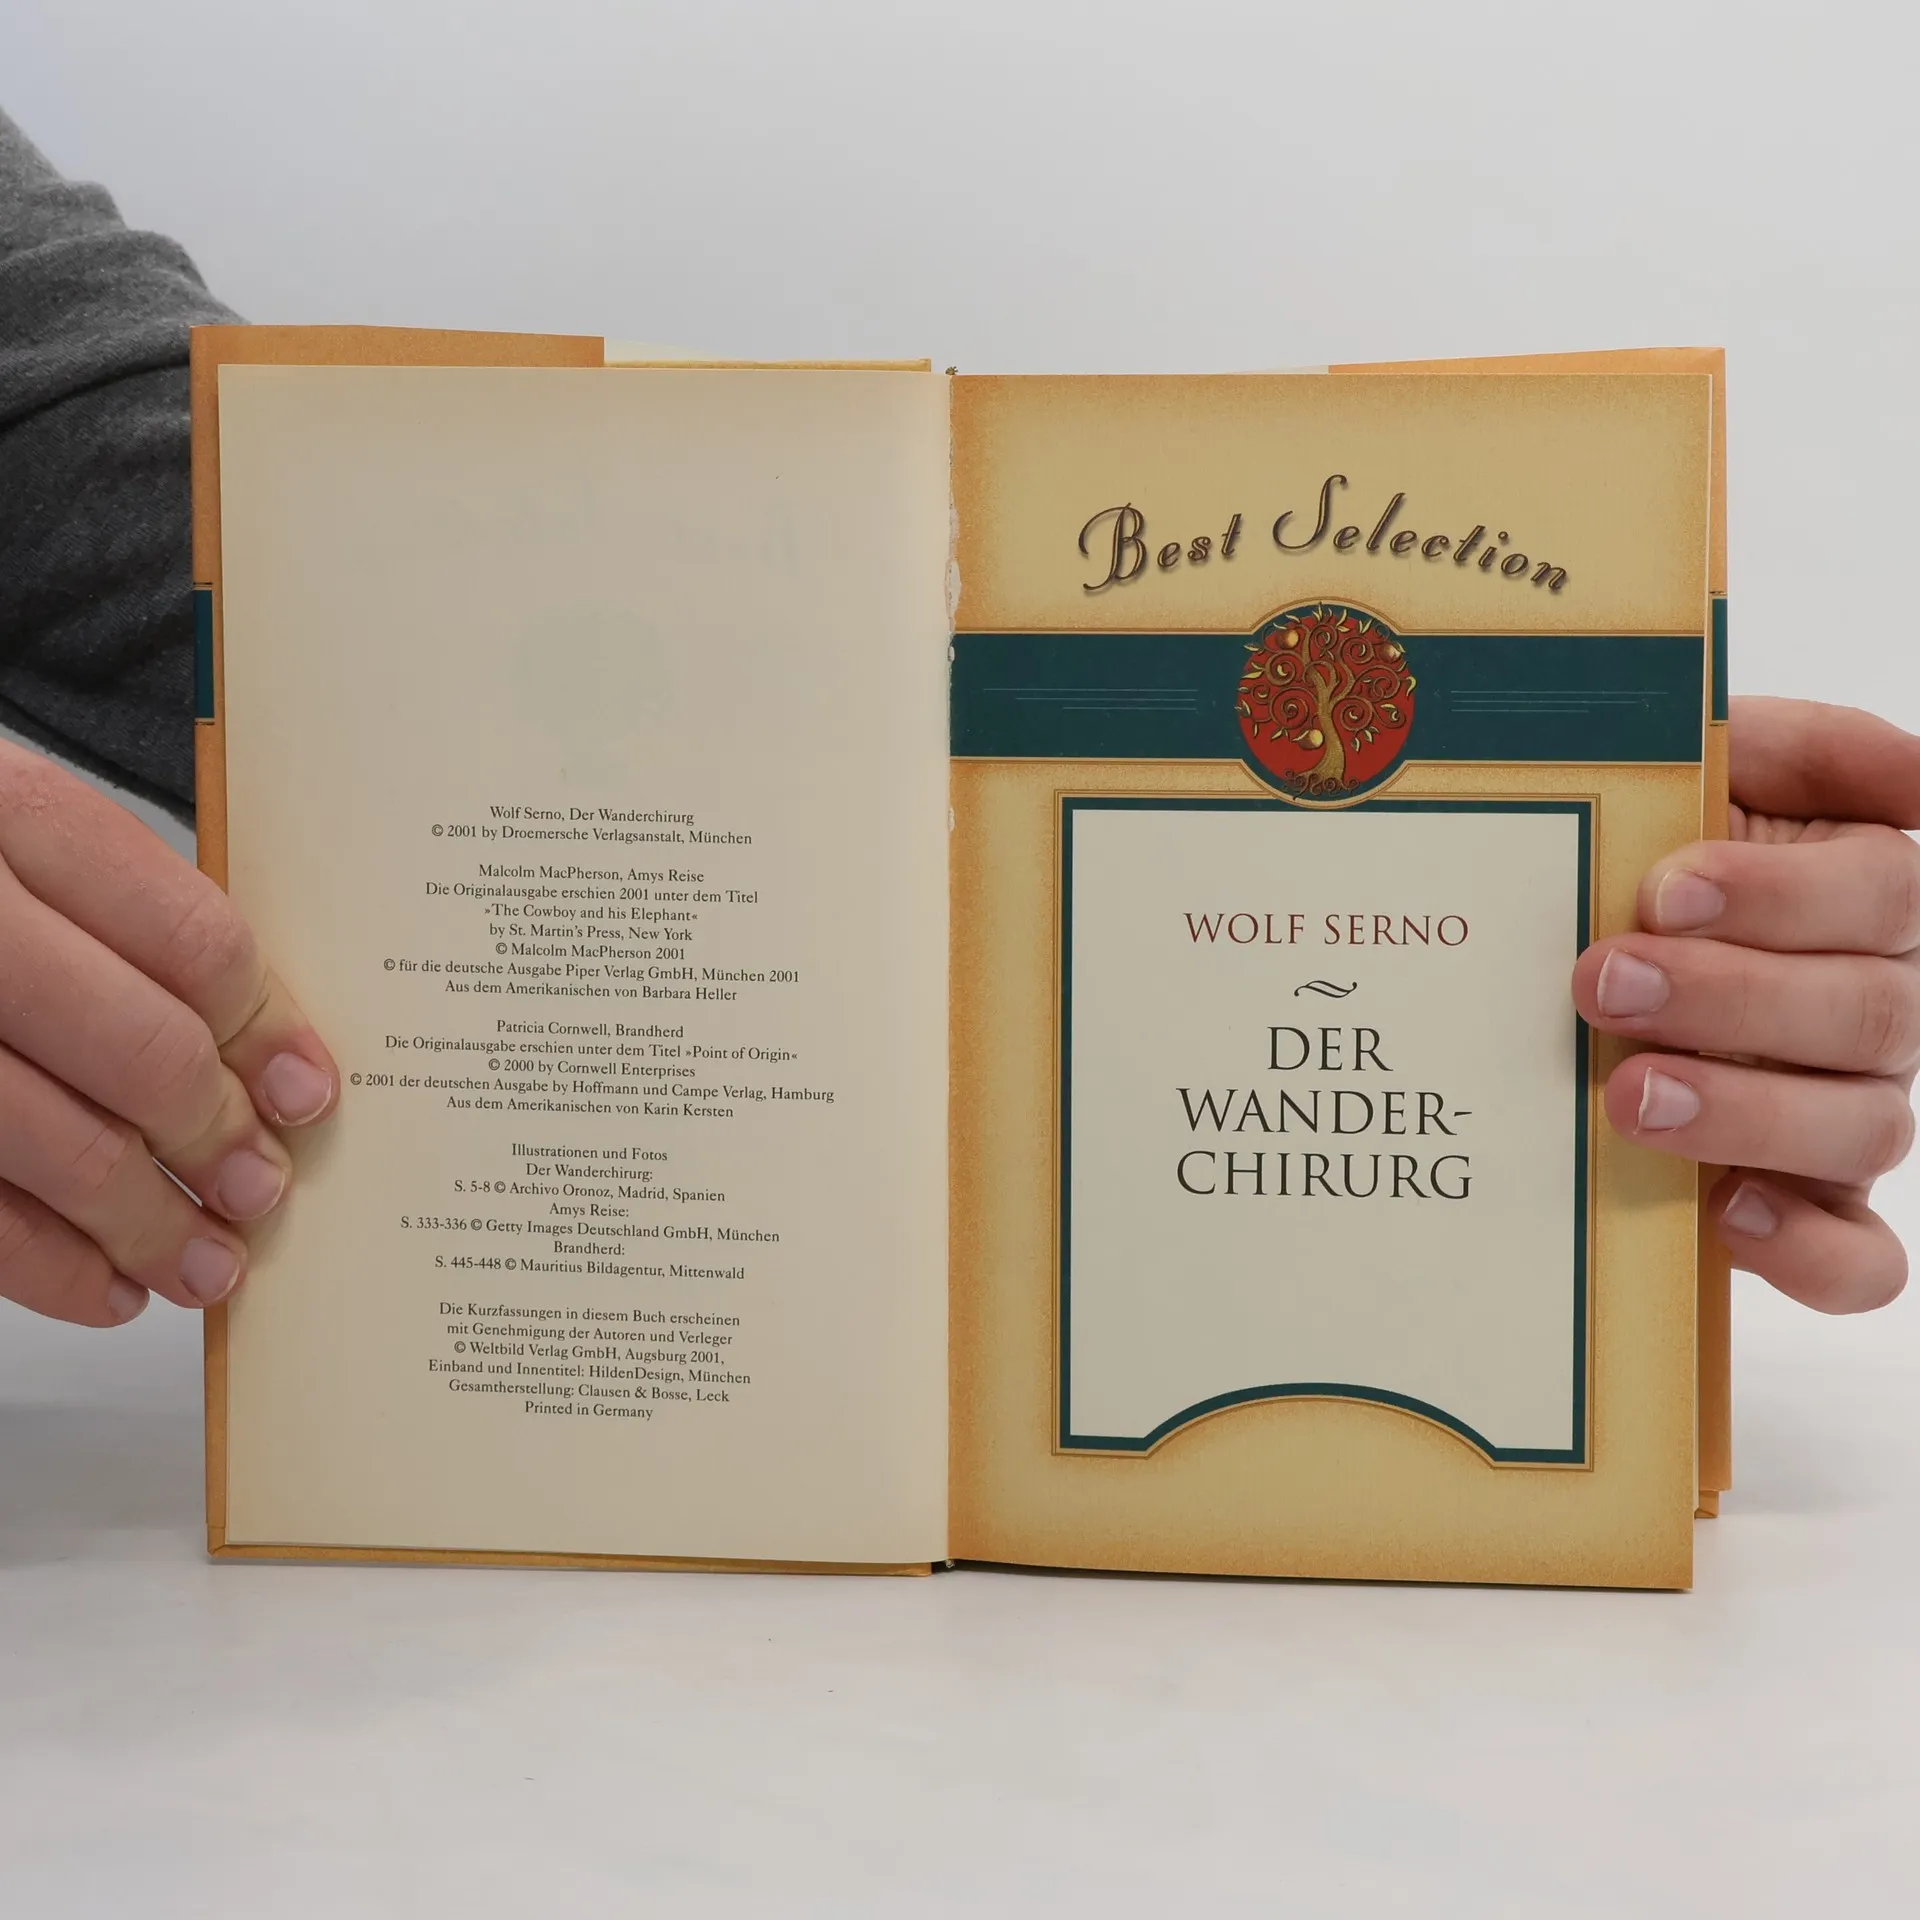 Wolf Serno, Der Wanderchirurg
© 2001 by Droemersche Verlagsanstalt, München
Malcolm MacPherson, Amys Reise
Die Originalausgabe erschien 2001 unter dem Titel
»The Cowboy and his Elephant«
by St. Martin's Press, New York
© Malcolm MacPherson 2001
© für die deutsche Ausgabe Piper Verlag GmbH, München 2001
Aus dem Amerikanischen von Barbara Heller
Patricia Cornwell, Brandherd
Die Originalausgabe erschien unter dem Titel »Point of Origin«
© 2000 by Cornwell Enterprises
© 2001 der deutschen Ausgabe by Hoffmann und Campe Verlag, Hamburg
Aus dem Amerikanischen von Karin Kersten
Illustrationen und Fotos
Der Wanderchirurg:
S. 5-8 © Archivo Oronoz, Madrid, Spanien
Amys Reise:
S. 333-336 © Getty Images Deutschland GmbH, München
Brandherd:
S. 445-448 © Mauritius Bildagentur, Mittenwald
Die Kurzfassungen in diesem Buch erscheinen
mit Genehmigung der Autoren und Verleger
© Weltbild Verlag GmbH, Augsburg 2001,
Einband und Innentitel: HildenDesign, München
Gesamtherstellung: Clausen & Bosse, Leck
Printed in Germany
Best Selection
WOLF SERNO
DER
WANDER-
CHIRURG